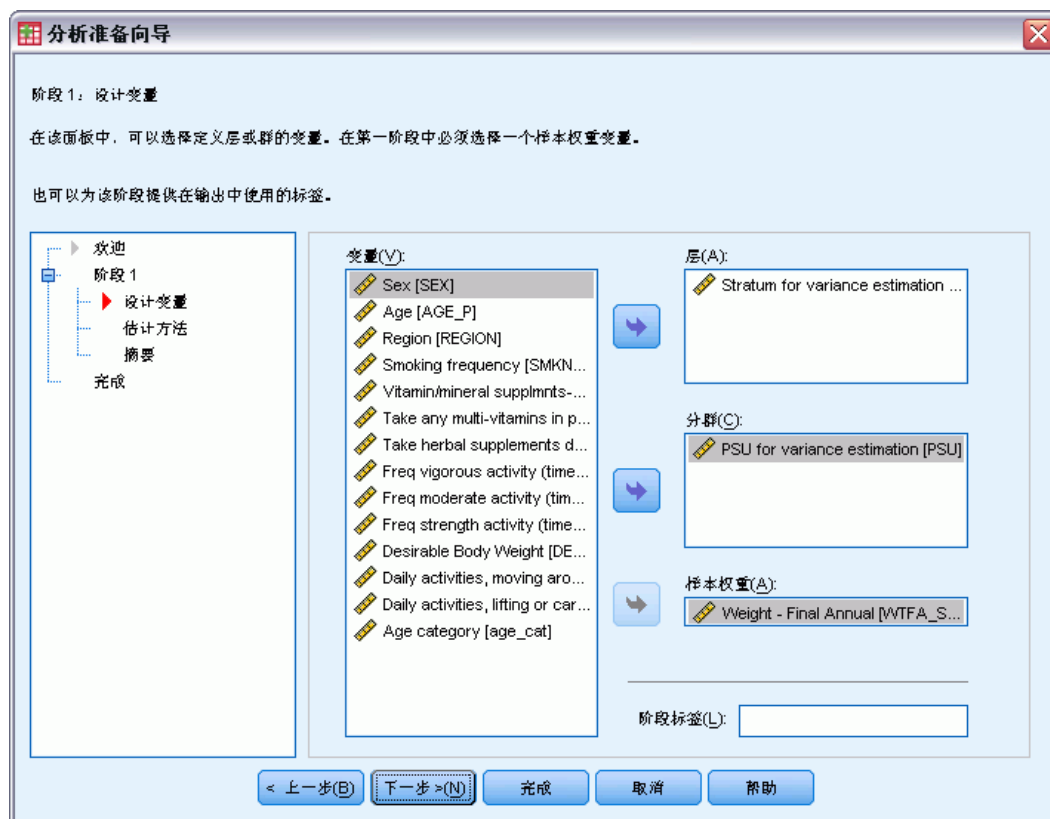 分析准备向导
阶段 1：设计变量
在该面板中，可以选择定义层或群的变量。在第一阶段中必须选择一个样本权重变量。
也可以为该阶段提供在输出中使用的标签。
欢迎
阶段 1
设计变量
估计方法
摘要
完成
变量(V):
Sex [SEX]
Age [AGE_P]
Region [REGION]
Smoking frequency [SMKN...
Vitamin/mineral supplmnts-...
Take any multi-vitamins in p...
Take herbal supplements d...
Freq vigorous activity (time...
Freq moderate activity (tim...
Freq strength activity (time...
Desirable Body Weight [DE...
Daily activities, moving aro...
Daily activities, lifting or car...
Age category [age_cat]
层(A):
Stratum for variance estimation ...
分群(C):
PSU for variance estimation [PSU]
样本权重(A):
Weight - Final Annual [WTFA_S...
阶段标签(L):
< 上一步(B)
下一步 >(N)
完成
取消
帮助